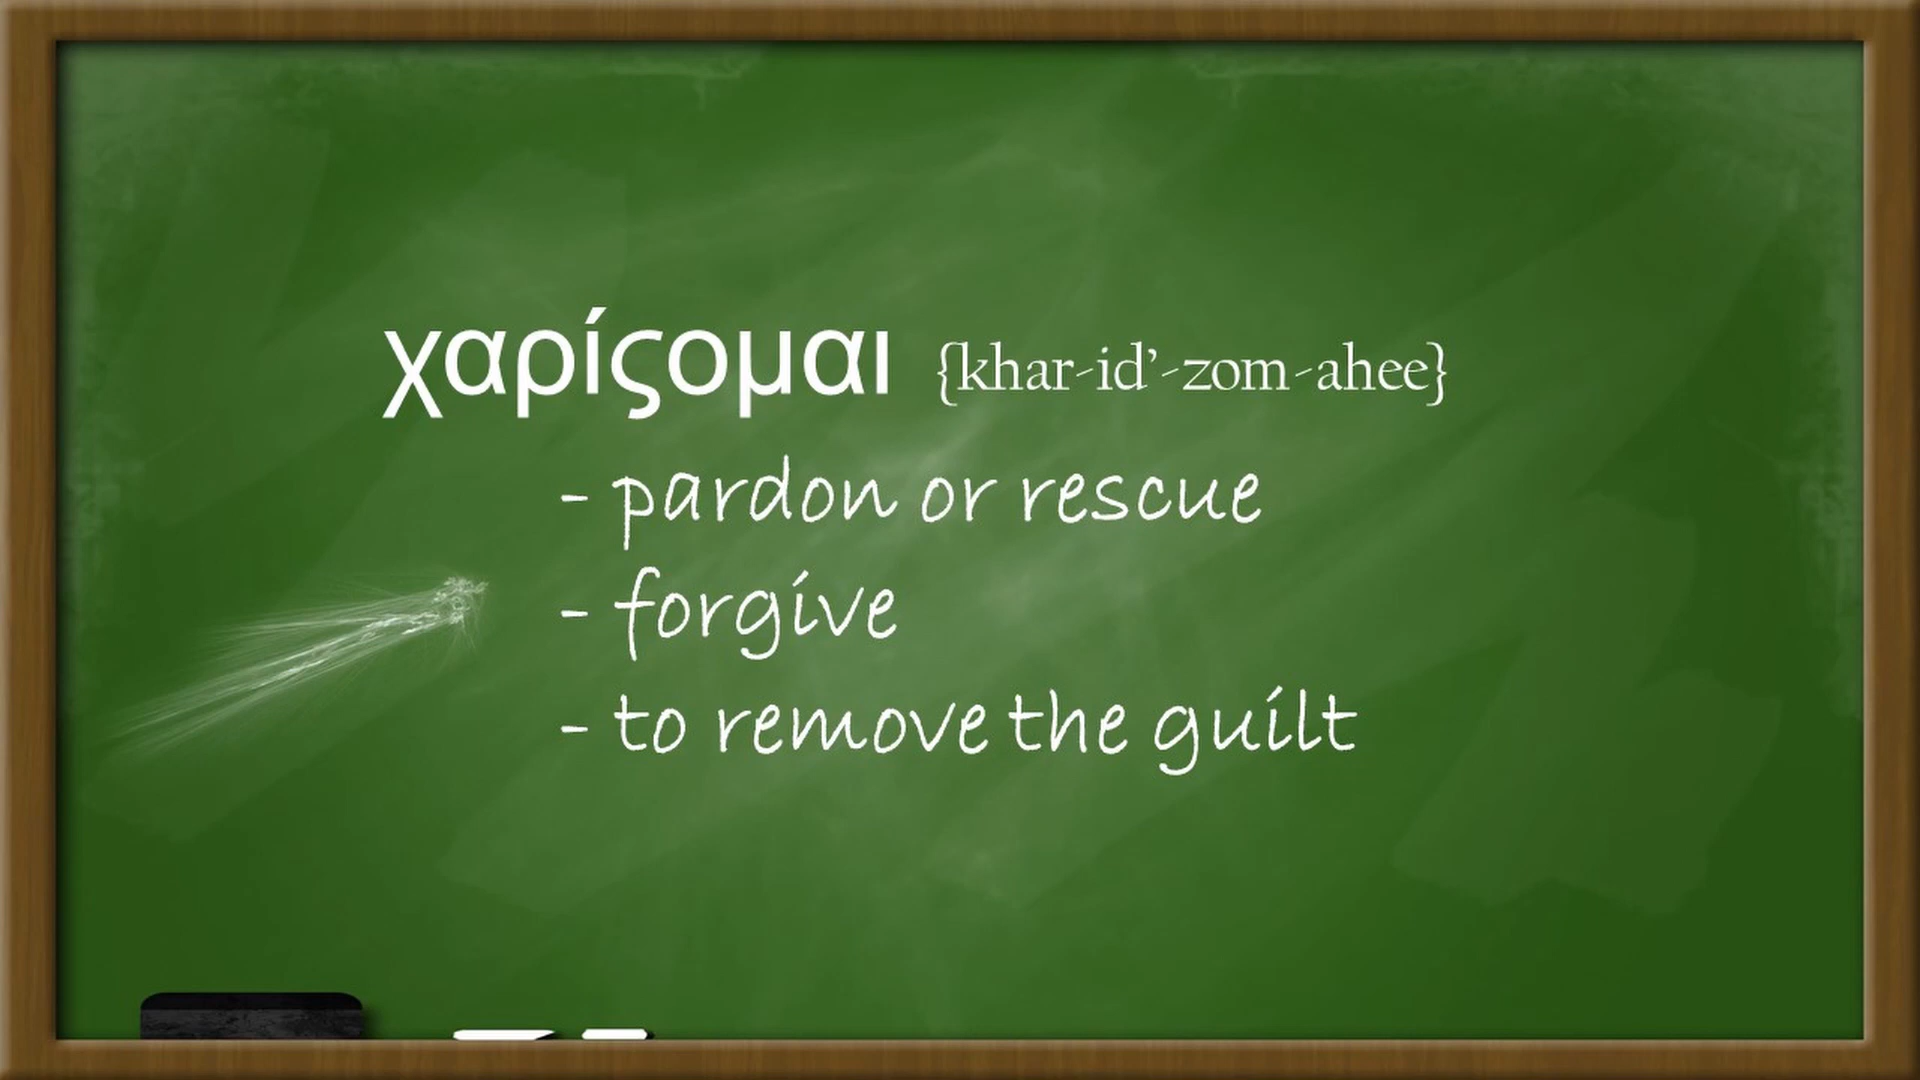 χαρίςομαι {khar-id’-zom-ahee}
- pardon or rescue
- forgive
- to remove the guilt